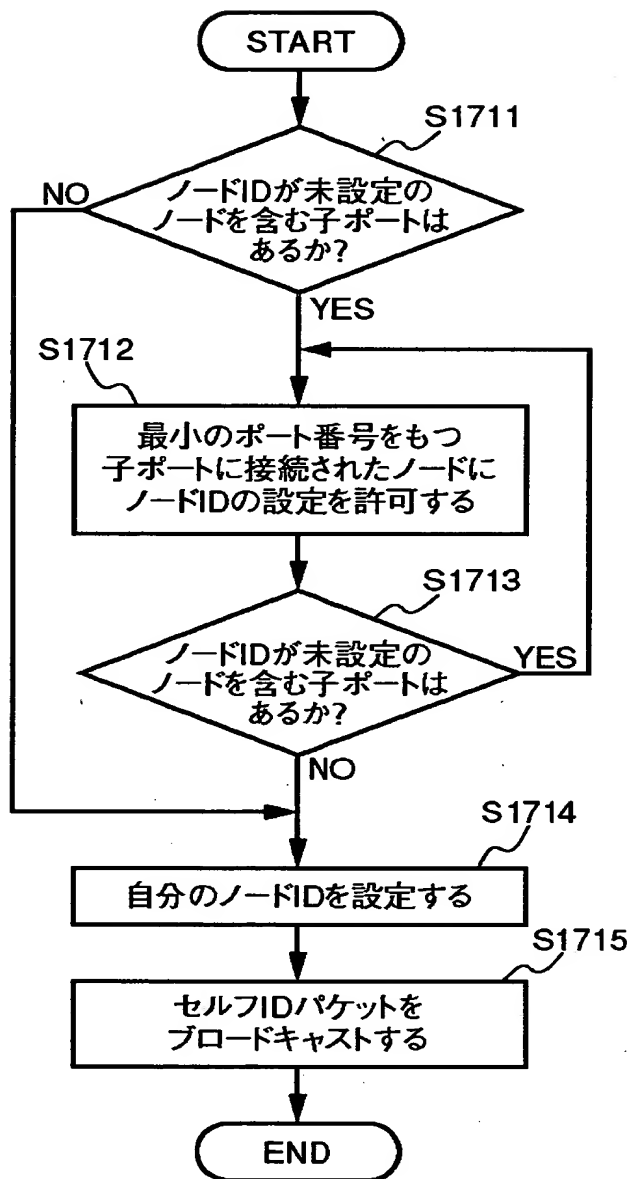 START
S1711
NO
ノードIDが未設定の
ノードを含む子ポートは
あるか?
YES
S1712
最小のポート番号をもつ
子ポートに接続されたノードに
ノードIDの設定を許可する
S1713
ノードIDが未設定の
ノードを含む子ポートは
あるか?
YES
NO
S1714
自分のノードIDを設定する
S1715
セルフIDパケットを
ブロードキャストする
END